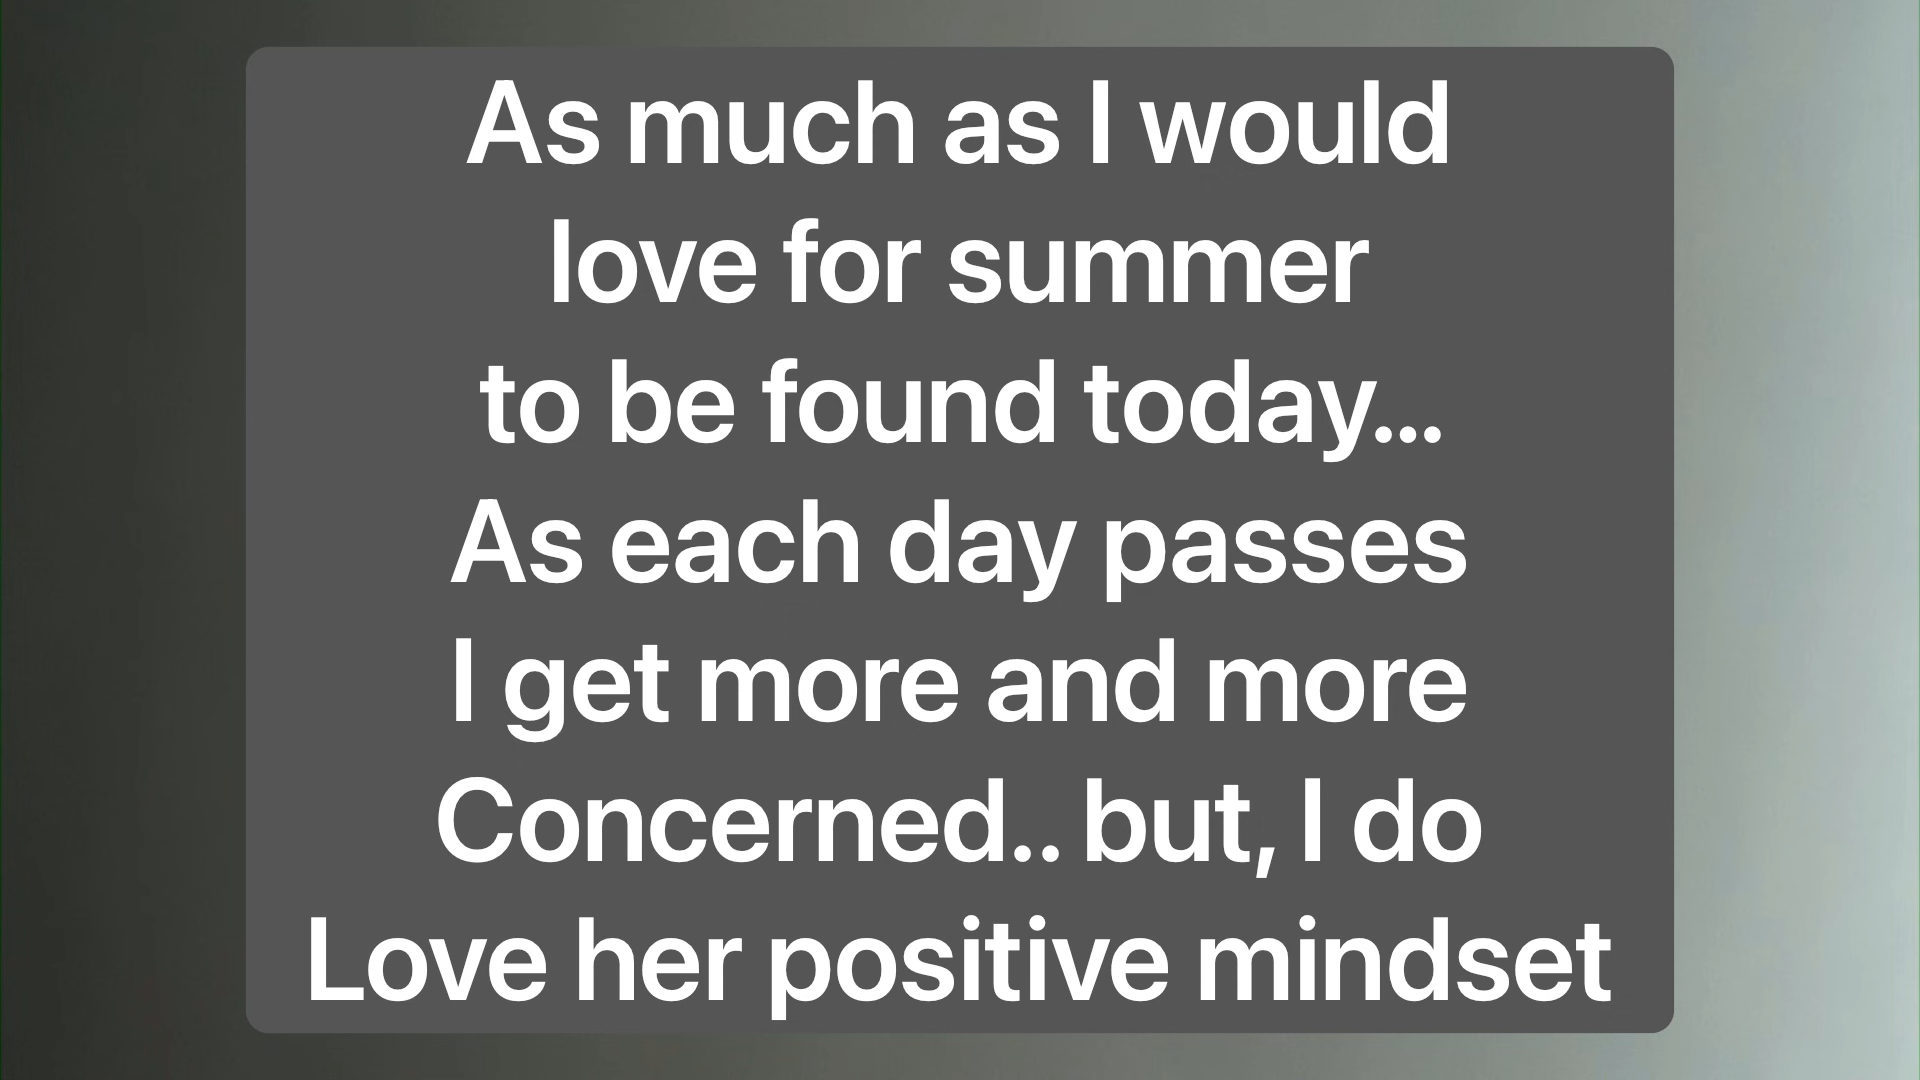 As much as I would
love for summer
to be found today...
As each day passes
I get more and more
Concerned.. but, I do
Love her positive mindset